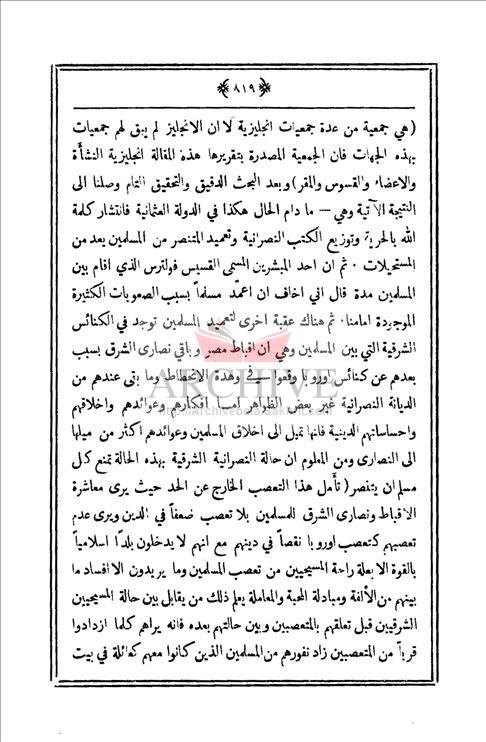 ٨١٩
(هي جمعية من عدة جمعيات انجليزية لا ان الانجليز لم يبق لهم جمعيات
بهذه الجهات فان الجمعية المصدرة بتقريرها هذه المقالة انجليزية النشأة
والاعضاء والقسوس والمقر) وبعد البحث الدقيق والتحقيق التام وصلنا الى
النتيجة الآتية وهي — ما دام الحال هكذا في الدولة العثمانية فانتشار كلمة
الله بالحرية وتوزيع الكتب النصرانية وتعميد المتنصر من المسلمين يعد من
المستحيلات ٠ ثم ان احد المبشرين المسمى القسيس فولترس الذي اقام بين
المسلمين مدة قال اني اخاف ان اعمد مسلماً بسبب الصعوبات الكثيرة
الموجودة امامنا ٠ ثم هناك عقبة اخرى لتعميد المسلمين توجد في الكنائس
الشرقية التي بين المسلمين وهي ان اقباط مصر وباقي نصارى الشرق بسبب
بعدهم عن كنائس اوروبا وقعوا في وهدة الانحطاط وما بقي عندهم من
ARCHIVE
الديانة النصرانية غير بعض الظواهر اما افكارهم وعوائدهم واخلاقهم
http://Archivebeta.Sakhrit.com
واحساساتهم الدينية فانها تميل الى اخلاق المسلمين وعوائدهم اكثر من ميلها
الى النصارى ومن المعلوم ان حالة النصرانية الشرقية بهذه الحالة تمنع كل
مسلم ان يتنصر (تأمل هذا التعصب الخارج عن الحد حيث يرى معاشرة
الاقباط ونصارى الشرق للمسلمين بلا تعصب ضعفاً في الدين ويرى عدم
تعصبهم كتعصب اوروبا نقصاً في دينهم مع انهم لا يدخلون بلدًا اسلامياً
بالقوة الا بعلة راحة المسيحيين من تعصب المسلمين وما يريدون الا افساد ما
بينهم من الألفة ومبادلة المحبة والمعاملة يعلم ذلك من يقابل بين حالة المسيحيين
الشرقيين قبل تعلقهم بالمتعصبين وبين حالتهم بعده فانه يراهم كلما ازدادوا
قرباً من المتعصبين زاد نفورهم من المسلمين الذين كانوا معهم كعائلة في بيت